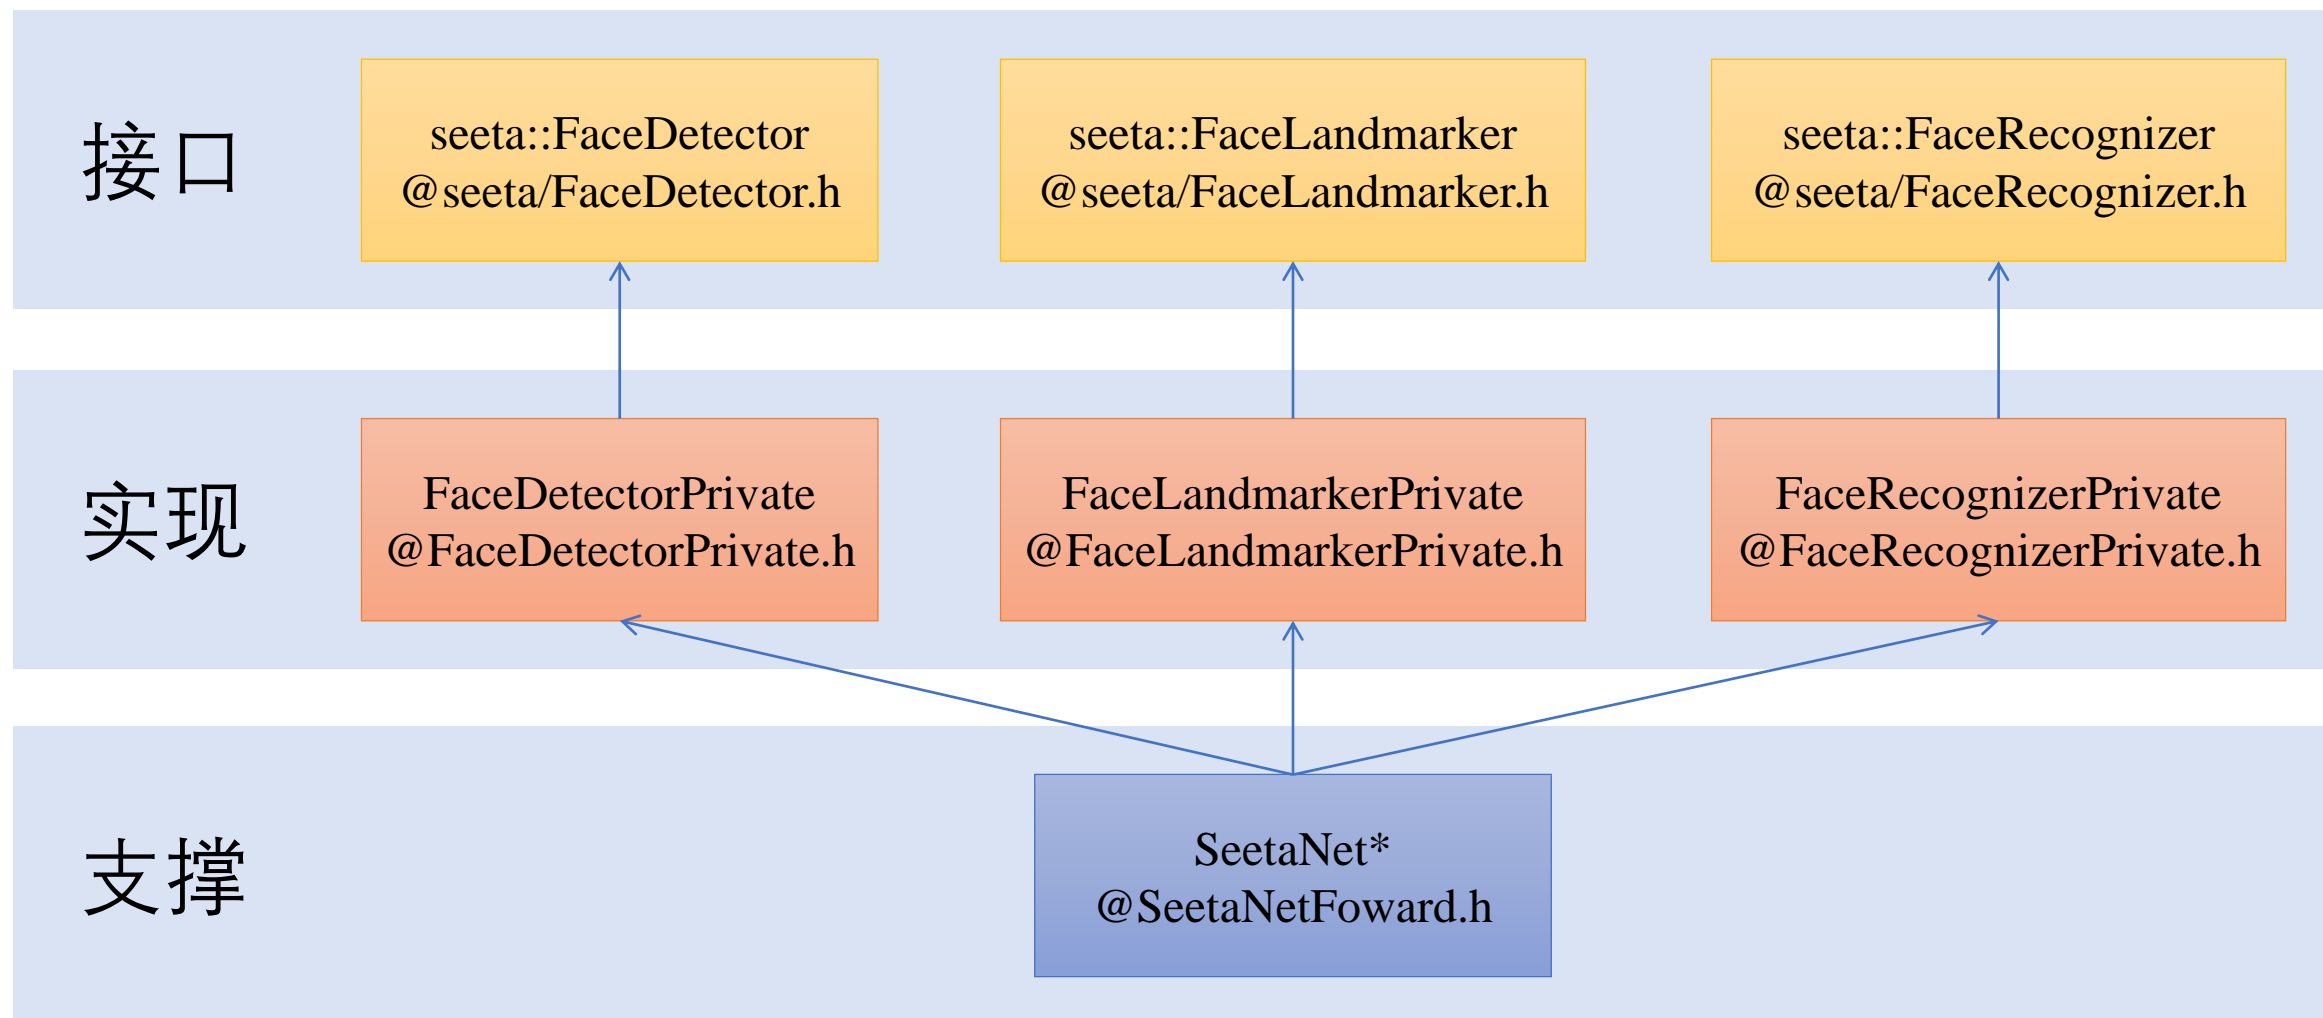 接口
seeta::FaceDetector
@seeta/FaceDetector.h
seeta::FaceLandmarker
@seeta/FaceLandmarker.h
seeta::FaceRecognizer
@seeta/FaceRecognizer.h
实现
FaceDetectorPrivate
@FaceDetectorPrivate.h
FaceLandmarkerPrivate
@FaceLandmarkerPrivate.h
FaceRecognizerPrivate
@FaceRecognizerPrivate.h
支撑
SeetaNet*
@SeetaNetFoward.h